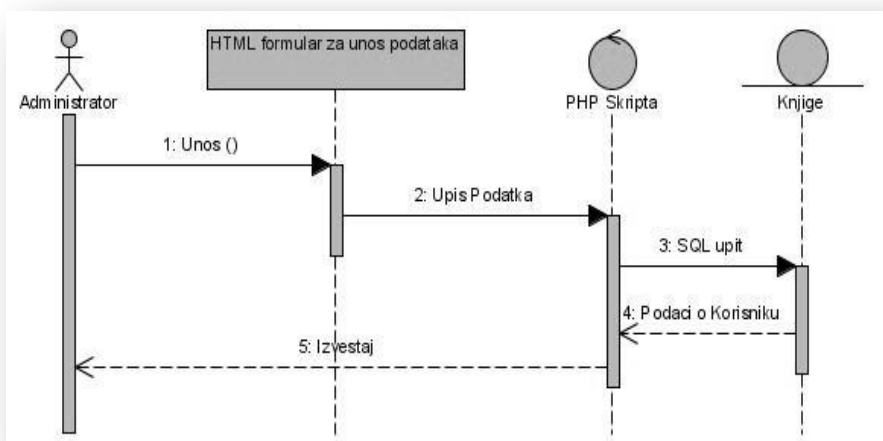 HTML formular za unos podataka
Administrator
PHP Skripta
Knjige
1: Unos ()
2: Upis Podatka
3: SQL upit
4: Podaci o Korisniku
5: Izvestaj